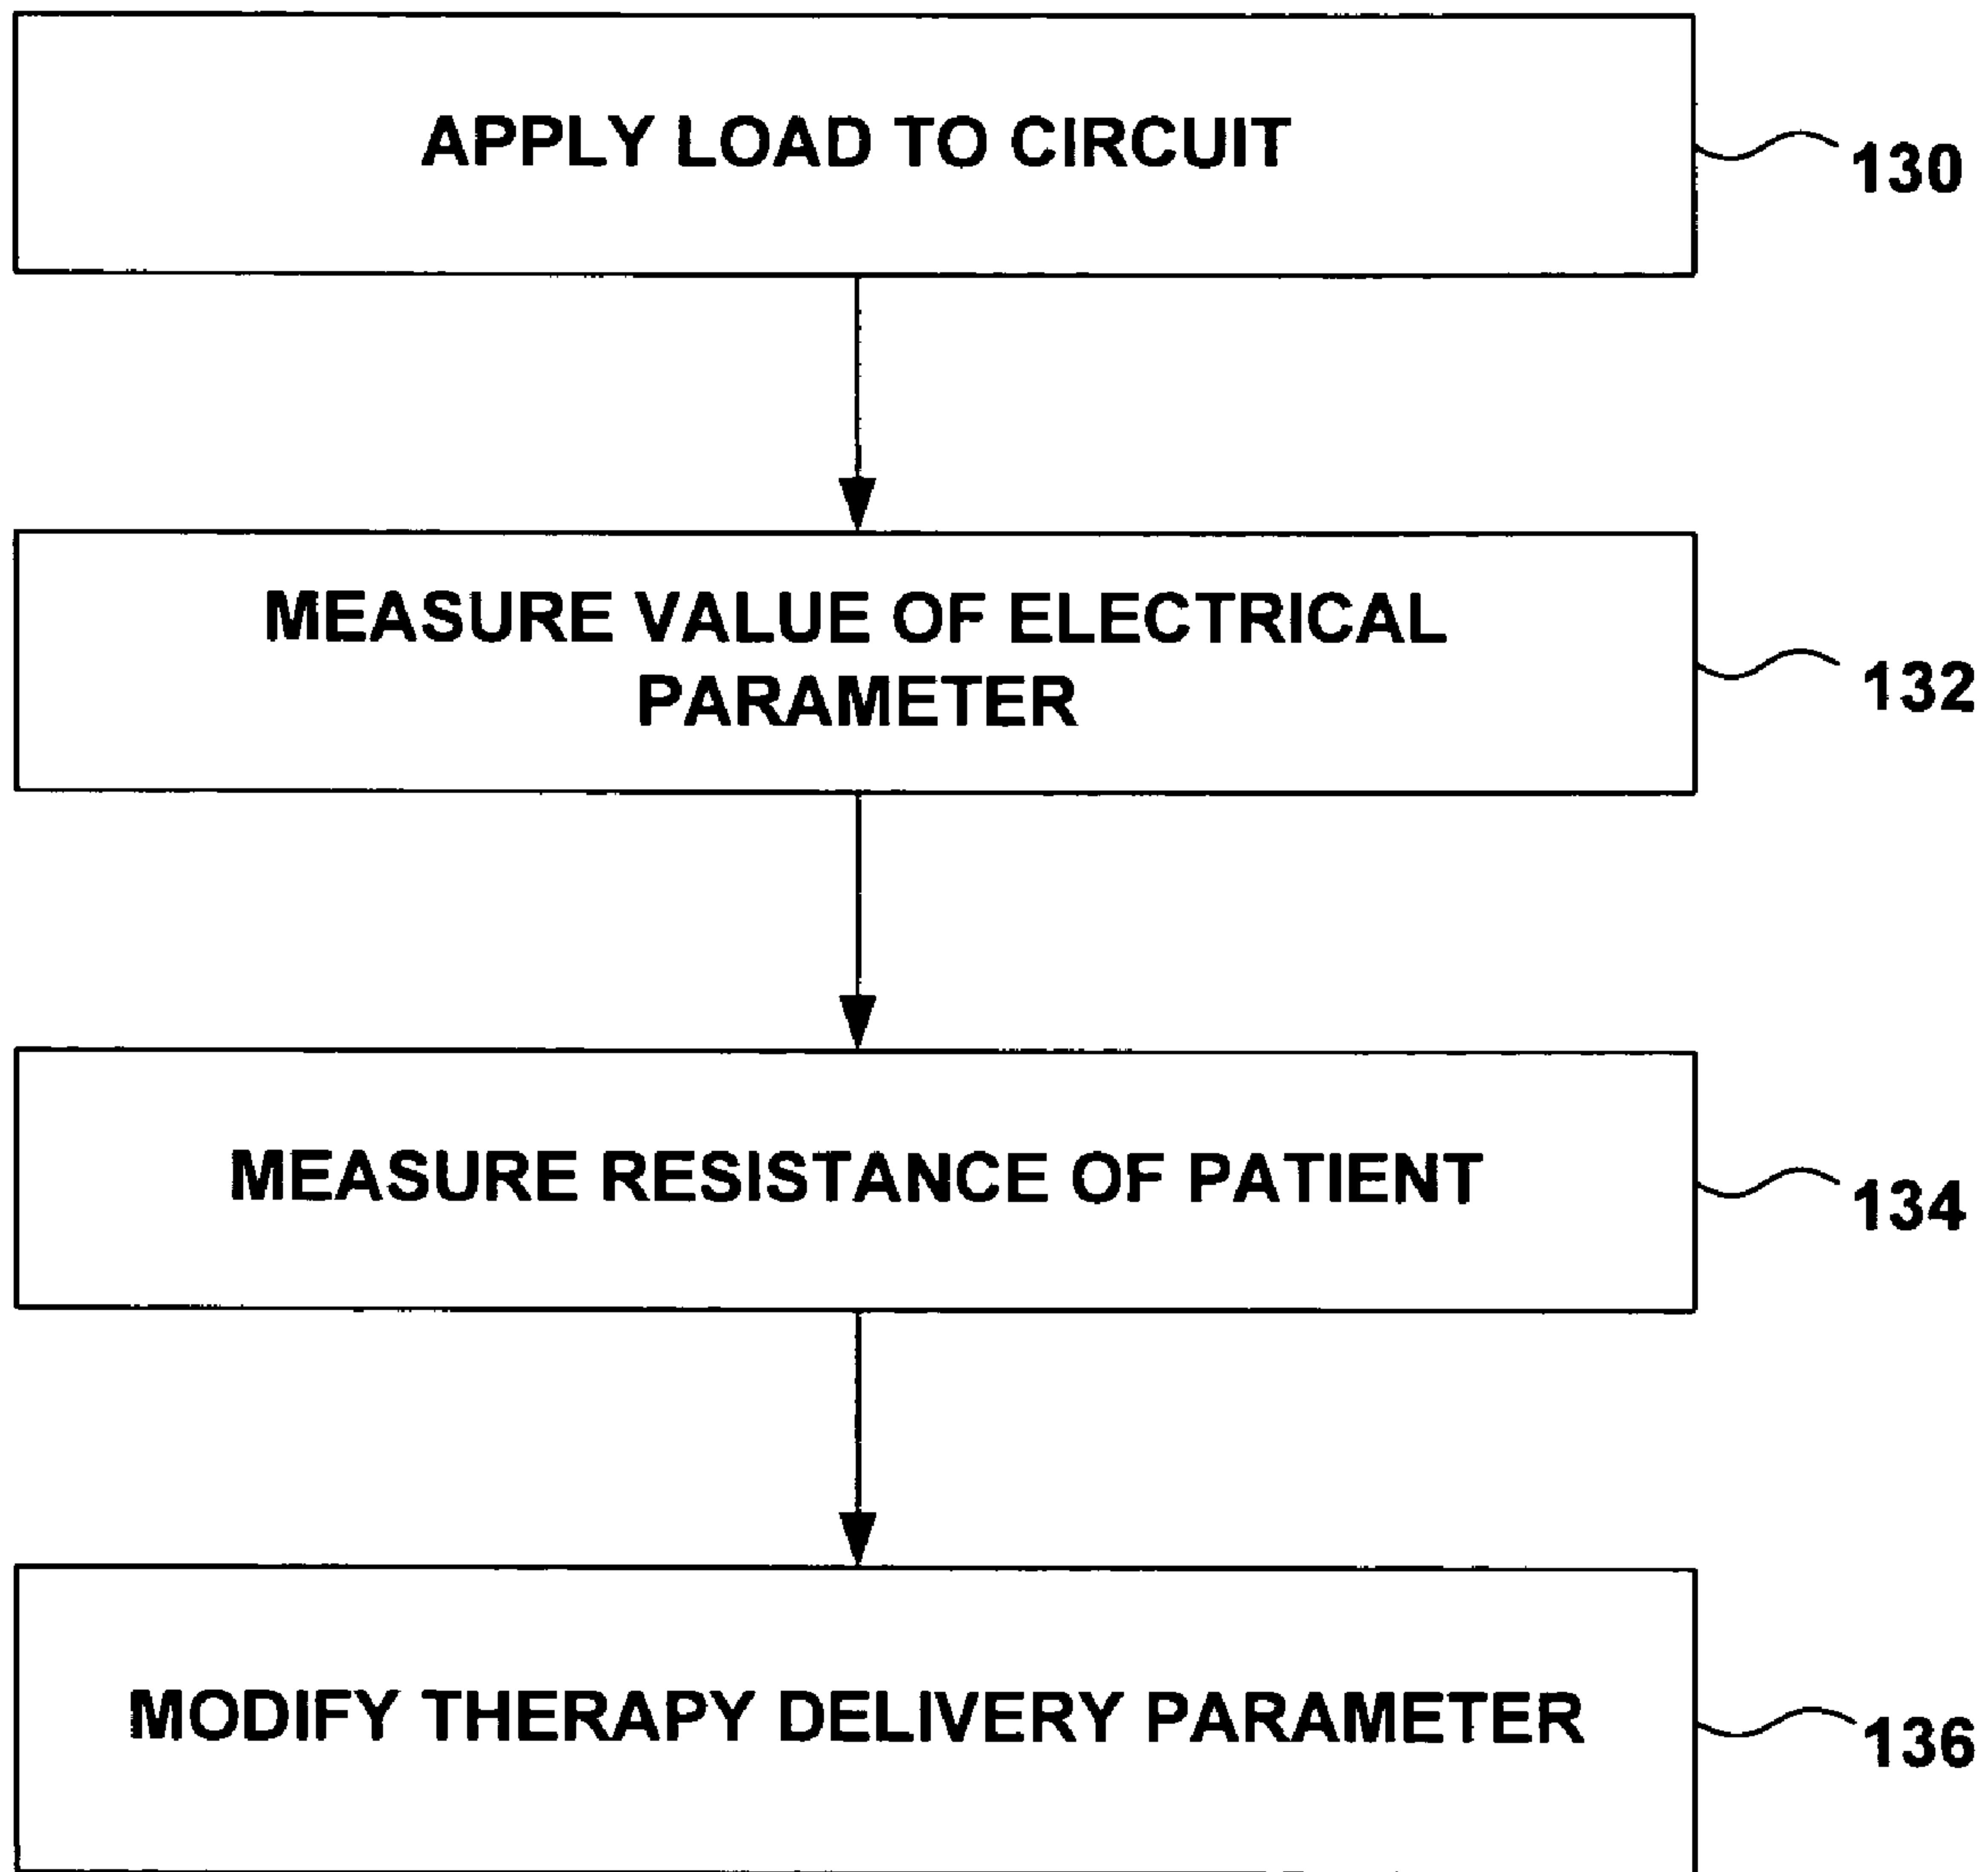 APPLY LOAD TO CIRCUIT
130
MEASURE VALUE OF ELECTRICAL
PARAMETER
132
MEASURE RESISTANCE OF PATIENT
134
MODIFY THERAPY DELIVERY PARAMETER
136